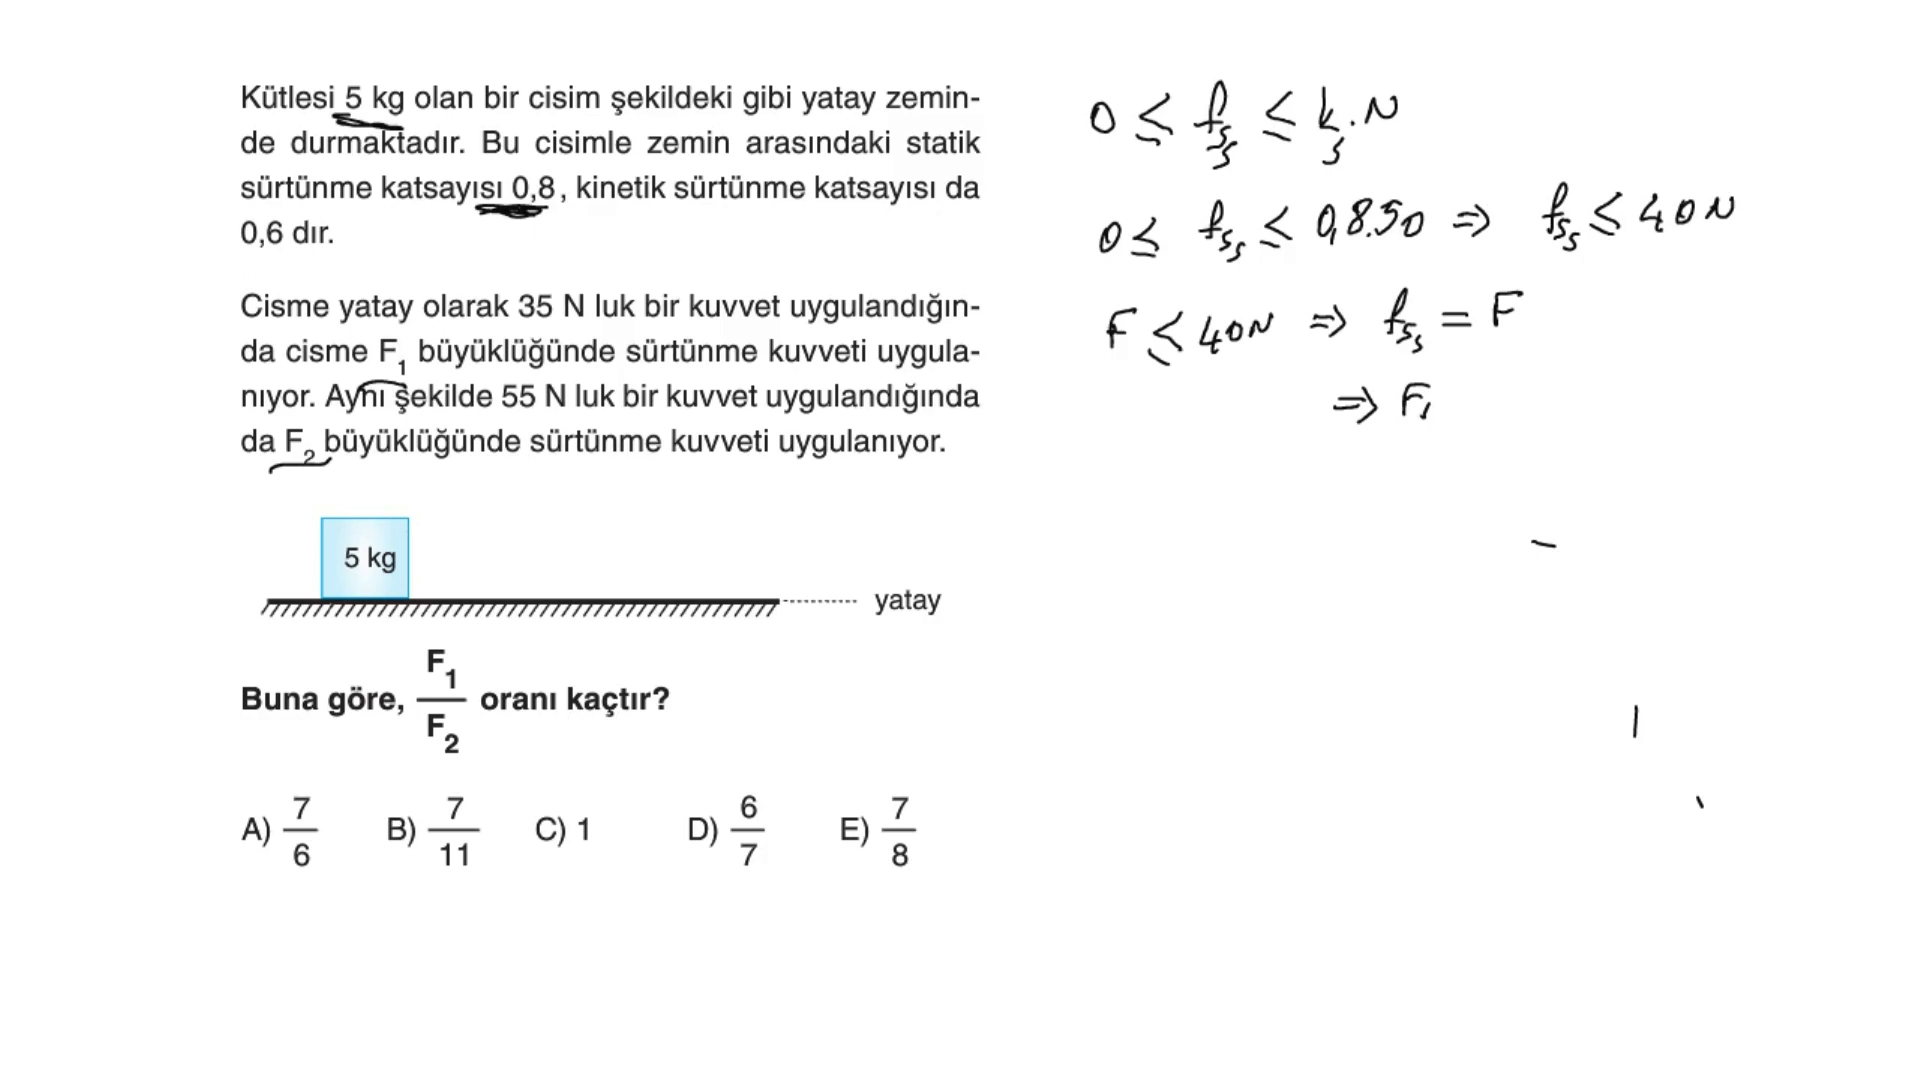 Kütlesi 5 kg olan bir cisim şekildeki gibi yatay zemin-
de durmaktadır. Bu cisimle zemin arasındaki statik
sürtünme katsayısı 0,8, kinetik sürtünme katsayısı da
0,6 dır.
Cisme yatay olarak 35 N luk bir kuvvet uygulandığın-
da cisme F₁ büyüklüğünde sürtünme kuvveti uygula-
nıyor. Aynı şekilde 55 N luk bir kuvvet uygulandığında
da F₂ büyüklüğünde sürtünme kuvveti uygulanıyor.
5 kg
yatay
Buna göre, F₁/F₂ oranı kaçtır?
A) 7/6 B) 7/11 C) 1 D) 6/7 E) 7/8
0 ≤ fss ≤ ks.N
0 ≤ fss ≤ 0,8.50 ⇒ fss ≤ 40N
F ≤ 40N ⇒ fss = F
⇒ F₁